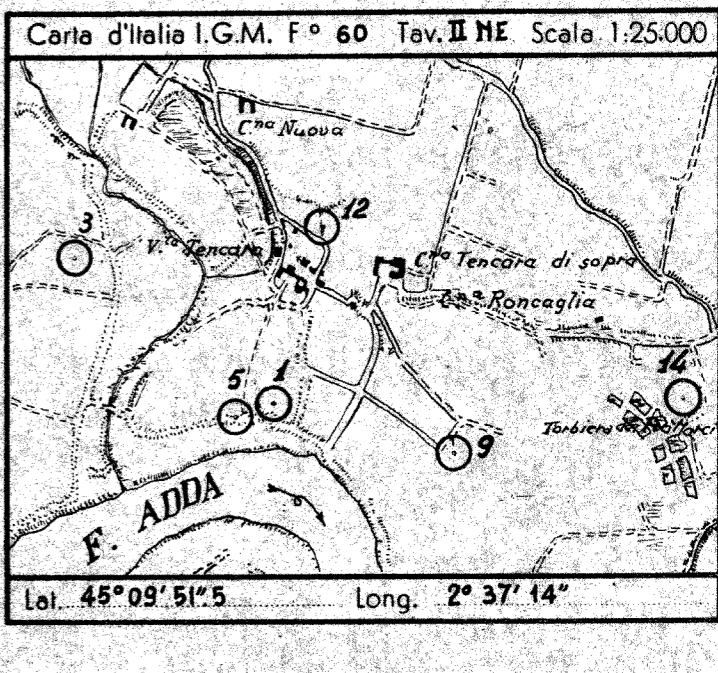 Carta d'Italia I.G.M. F° 60 Tav. II NE Scala 1:25.000
C.na Nuova
12
3
V.la Tencara
C.na Tencara di sopra
C.na Roncaglia
14
5
1
Torbiera
9
F. ADDA
Lat. 45° 09' 51".5 Long. 2° 37' 14"